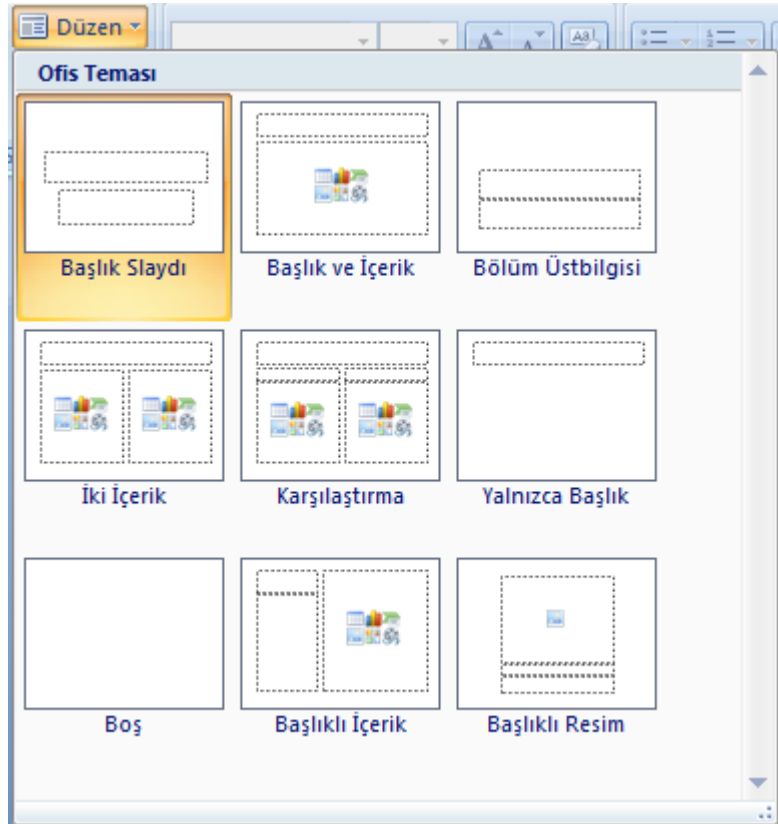 Düzen
Ofis Teması
Başlık Slaydı
Başlık ve İçerik
Bölüm Üstbilgisi
İki İçerik
Karşılaştırma
Yalnızca Başlık
Boş
Başlıklı İçerik
Başlıklı Resim